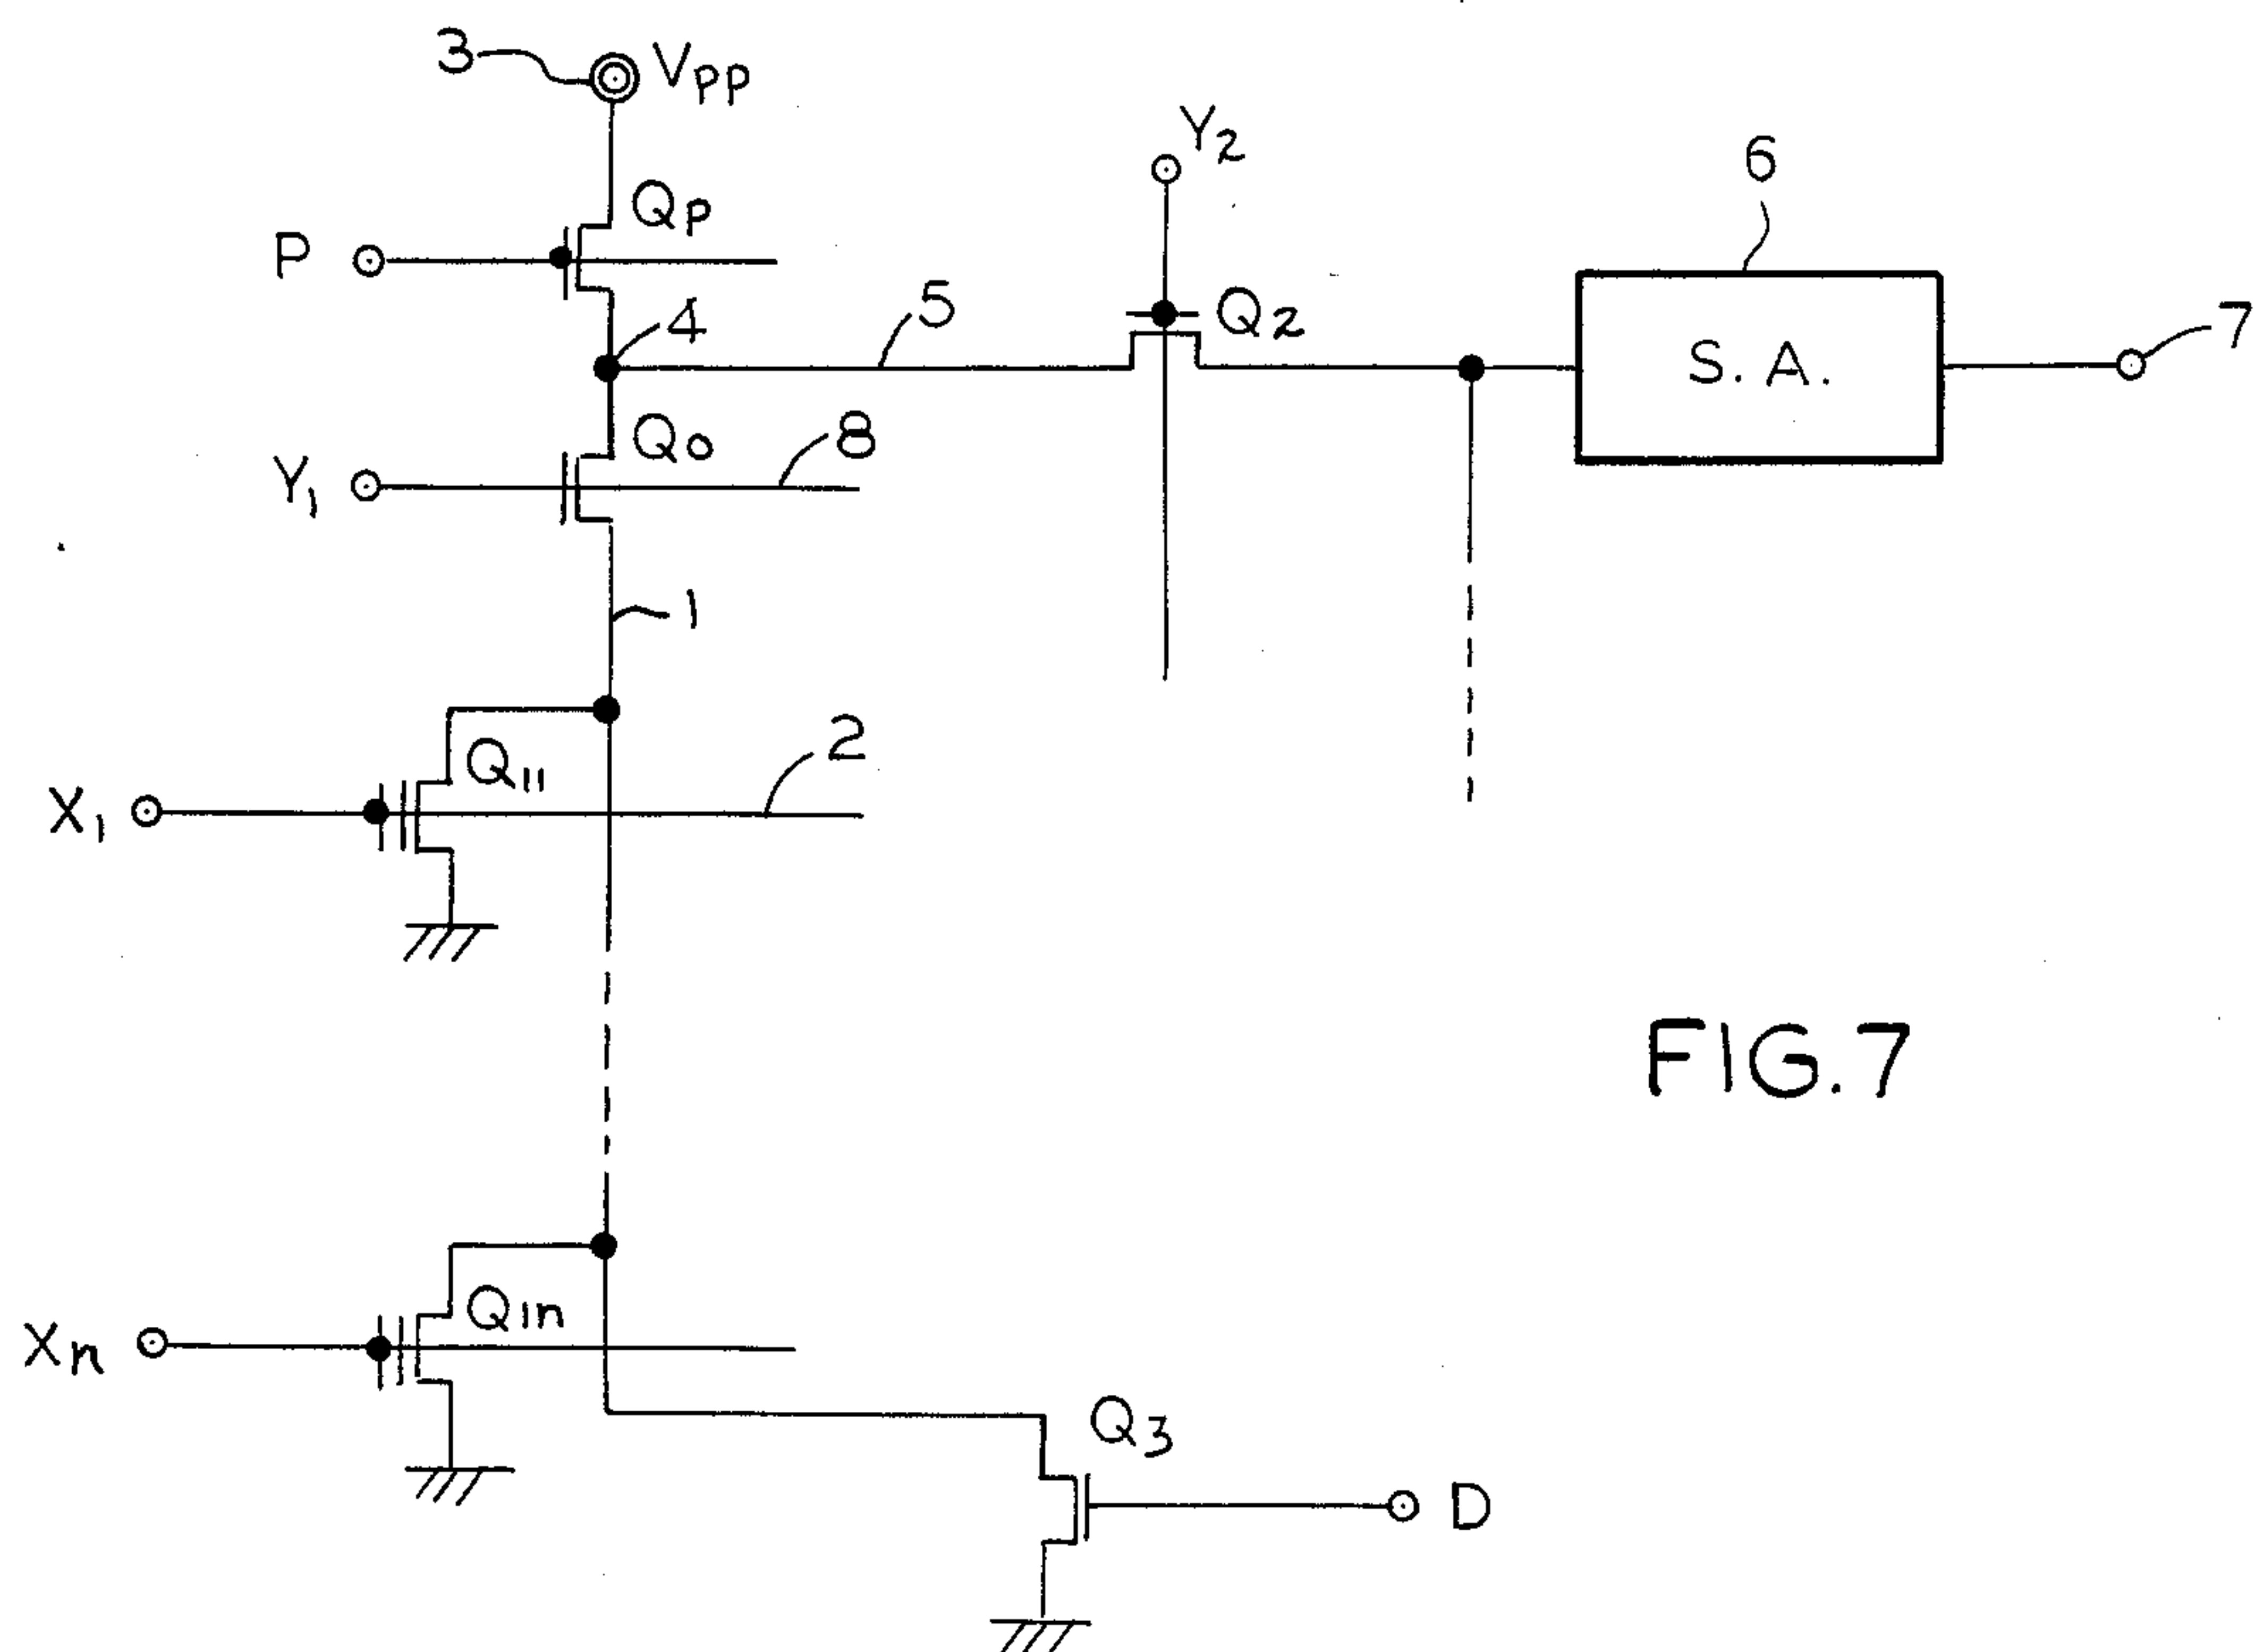 3 Vpp
Y2
6
P Qp
4 5 Q2 S.A. 7
Y1 Q0 8
1
X1 Q11 2
FIG.7
Xn Q1n
Q3
D